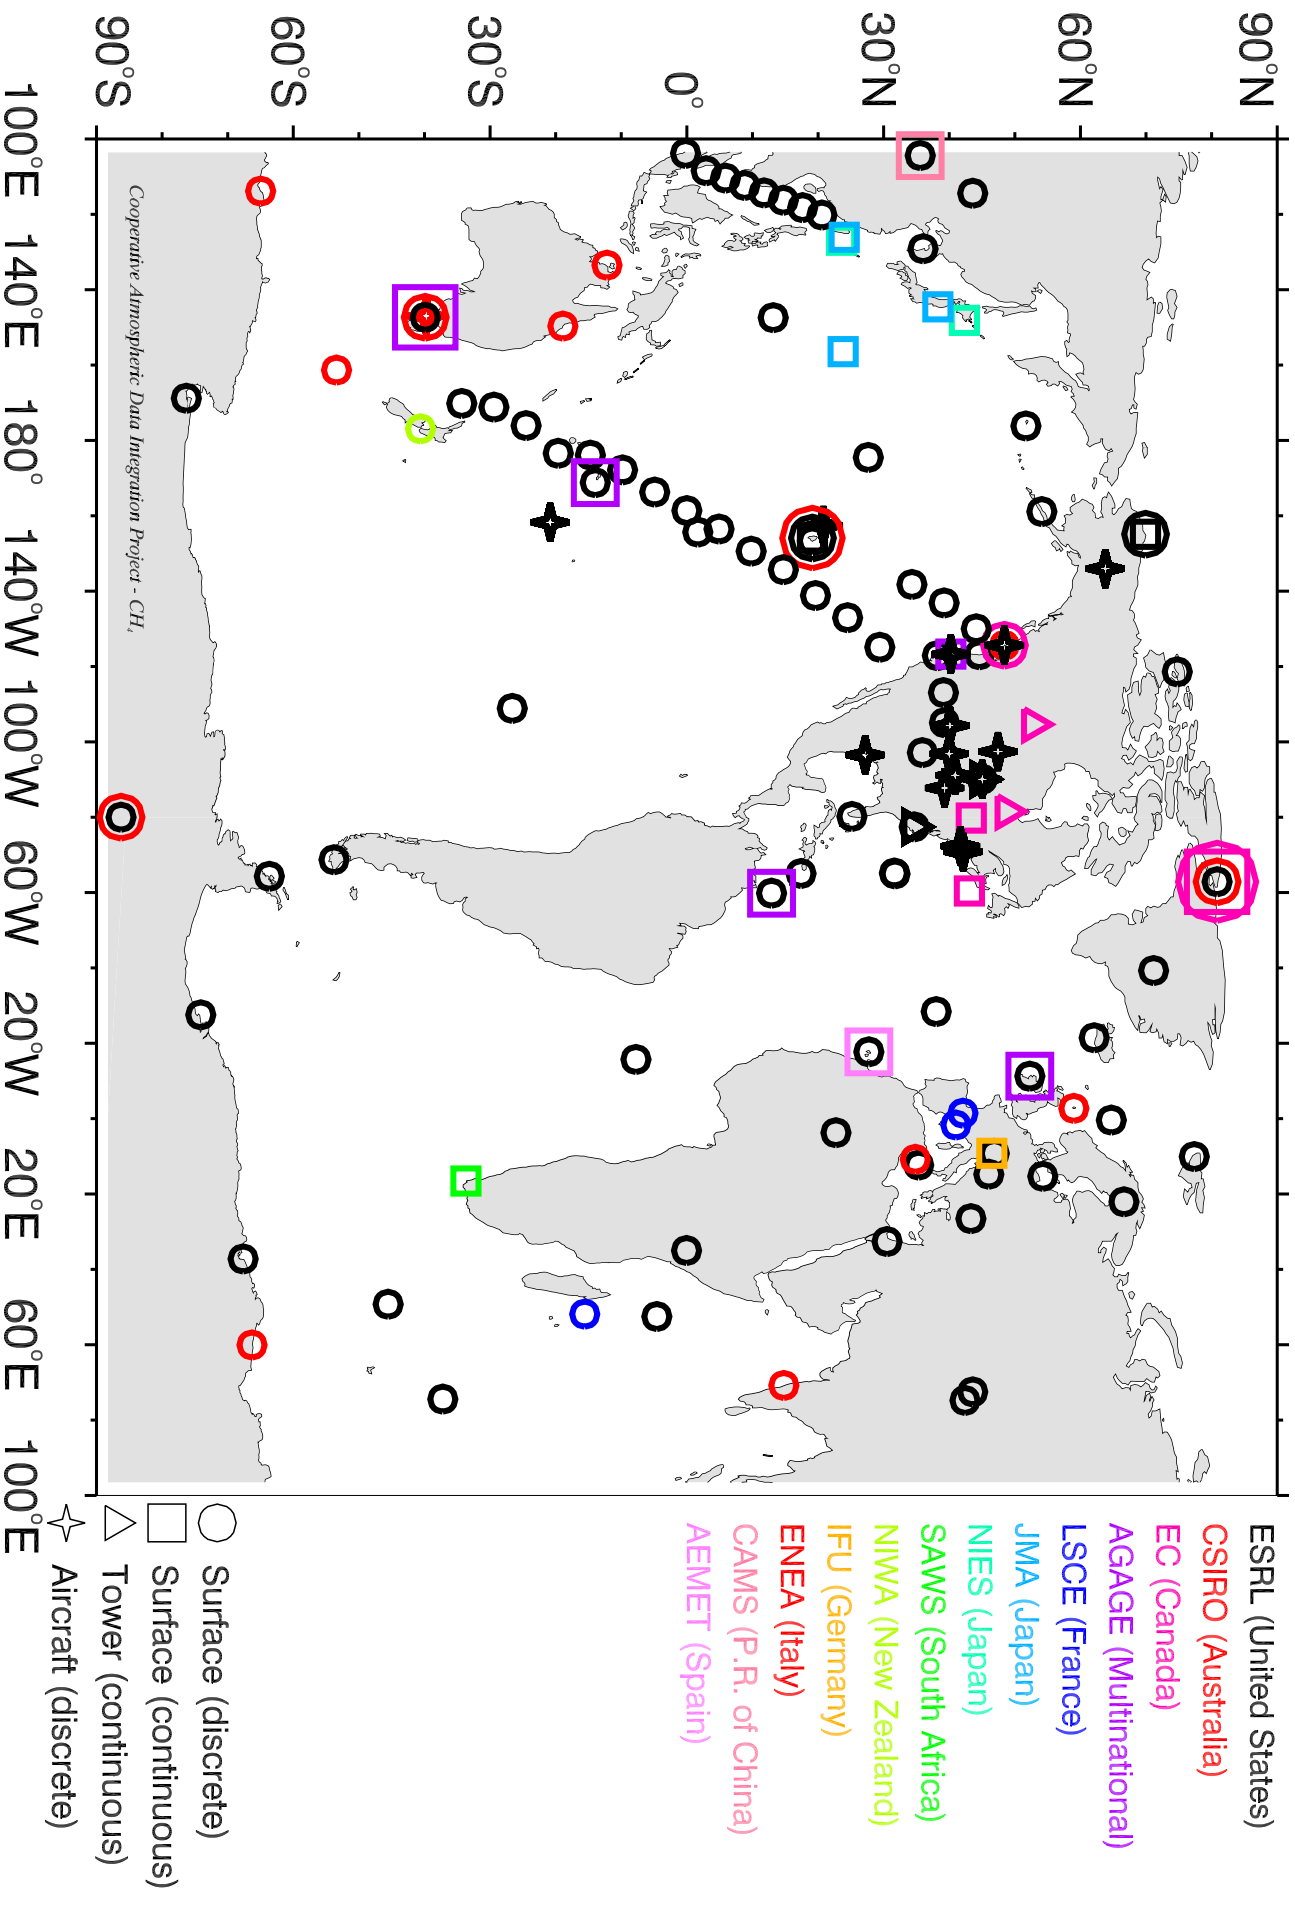 90°N
60°N
30°N
0°
30°S
60°S
90°S
100°E
140°E
180°
140°W
100°W
60°W
20°W
20°E
60°E
100°E
Cooperative Atmospheric Data Integration Project - CH₄
ESRL (United States)
CSIRO (Australia)
EC (Canada)
AGAGE (Multinational)
LSCE (France)
JMA (Japan)
NIES (Japan)
SAWS (South Africa)
NIWA (New Zealand)
IFU (Germany)
ENEA (Italy)
CAMS (P.R. of China)
AEMET (Spain)
Surface (discrete)
Surface (continuous)
Tower (continuous)
Aircraft (discrete)